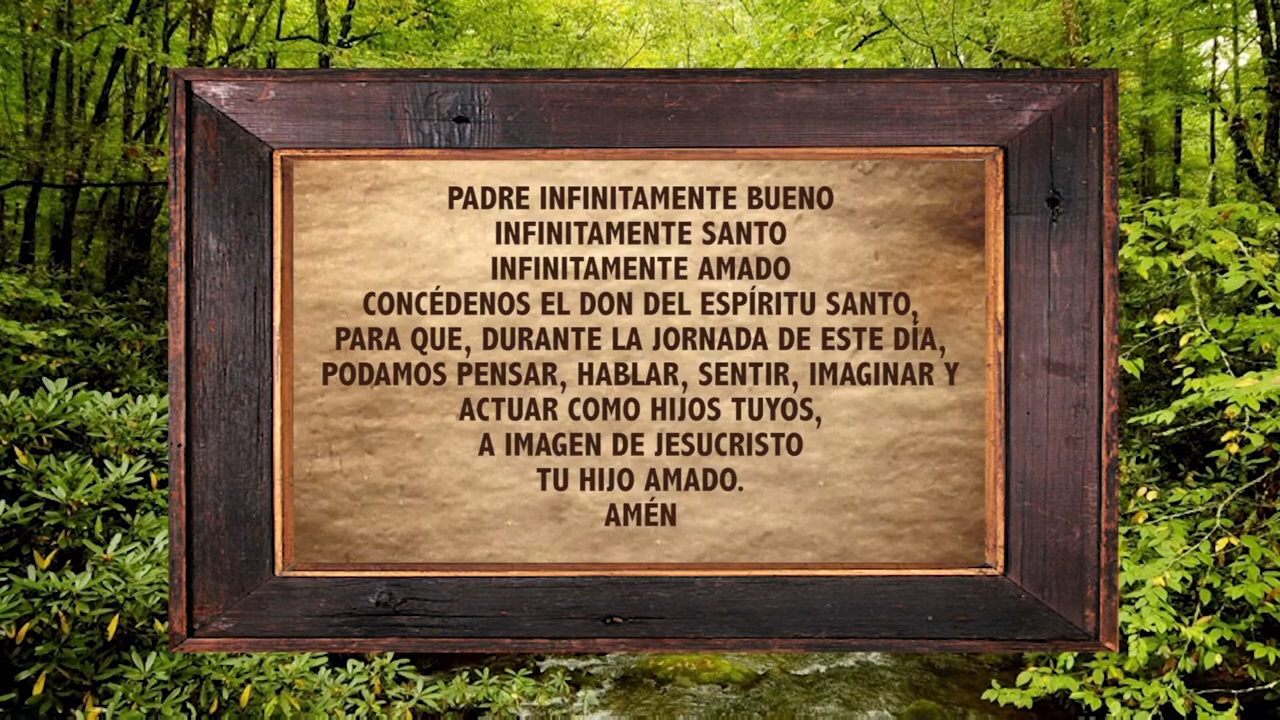 PADRE INFINITAMENTE BUENO
INFINITAMENTE SANTO
INFINITAMENTE AMADO
CONCÉDENOS EL DON DEL ESPÍRITU SANTO,
PARA QUE, DURANTE LA JORNADA DE ESTE DÍA,
PODAMOS PENSAR, HABLAR, SENTIR, IMAGINAR Y
ACTUAR COMO HIJOS TUYOS,
A IMAGEN DE JESUCRISTO
TU HIJO AMADO.
AMÉN